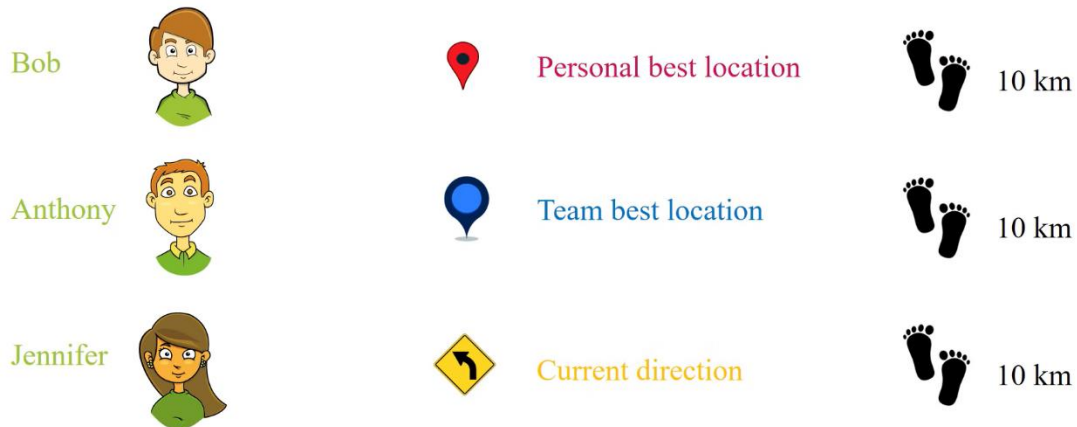 Bob
Personal best location
10 km
Anthony
Team best location
10 km
Jennifer
Current direction
10 km